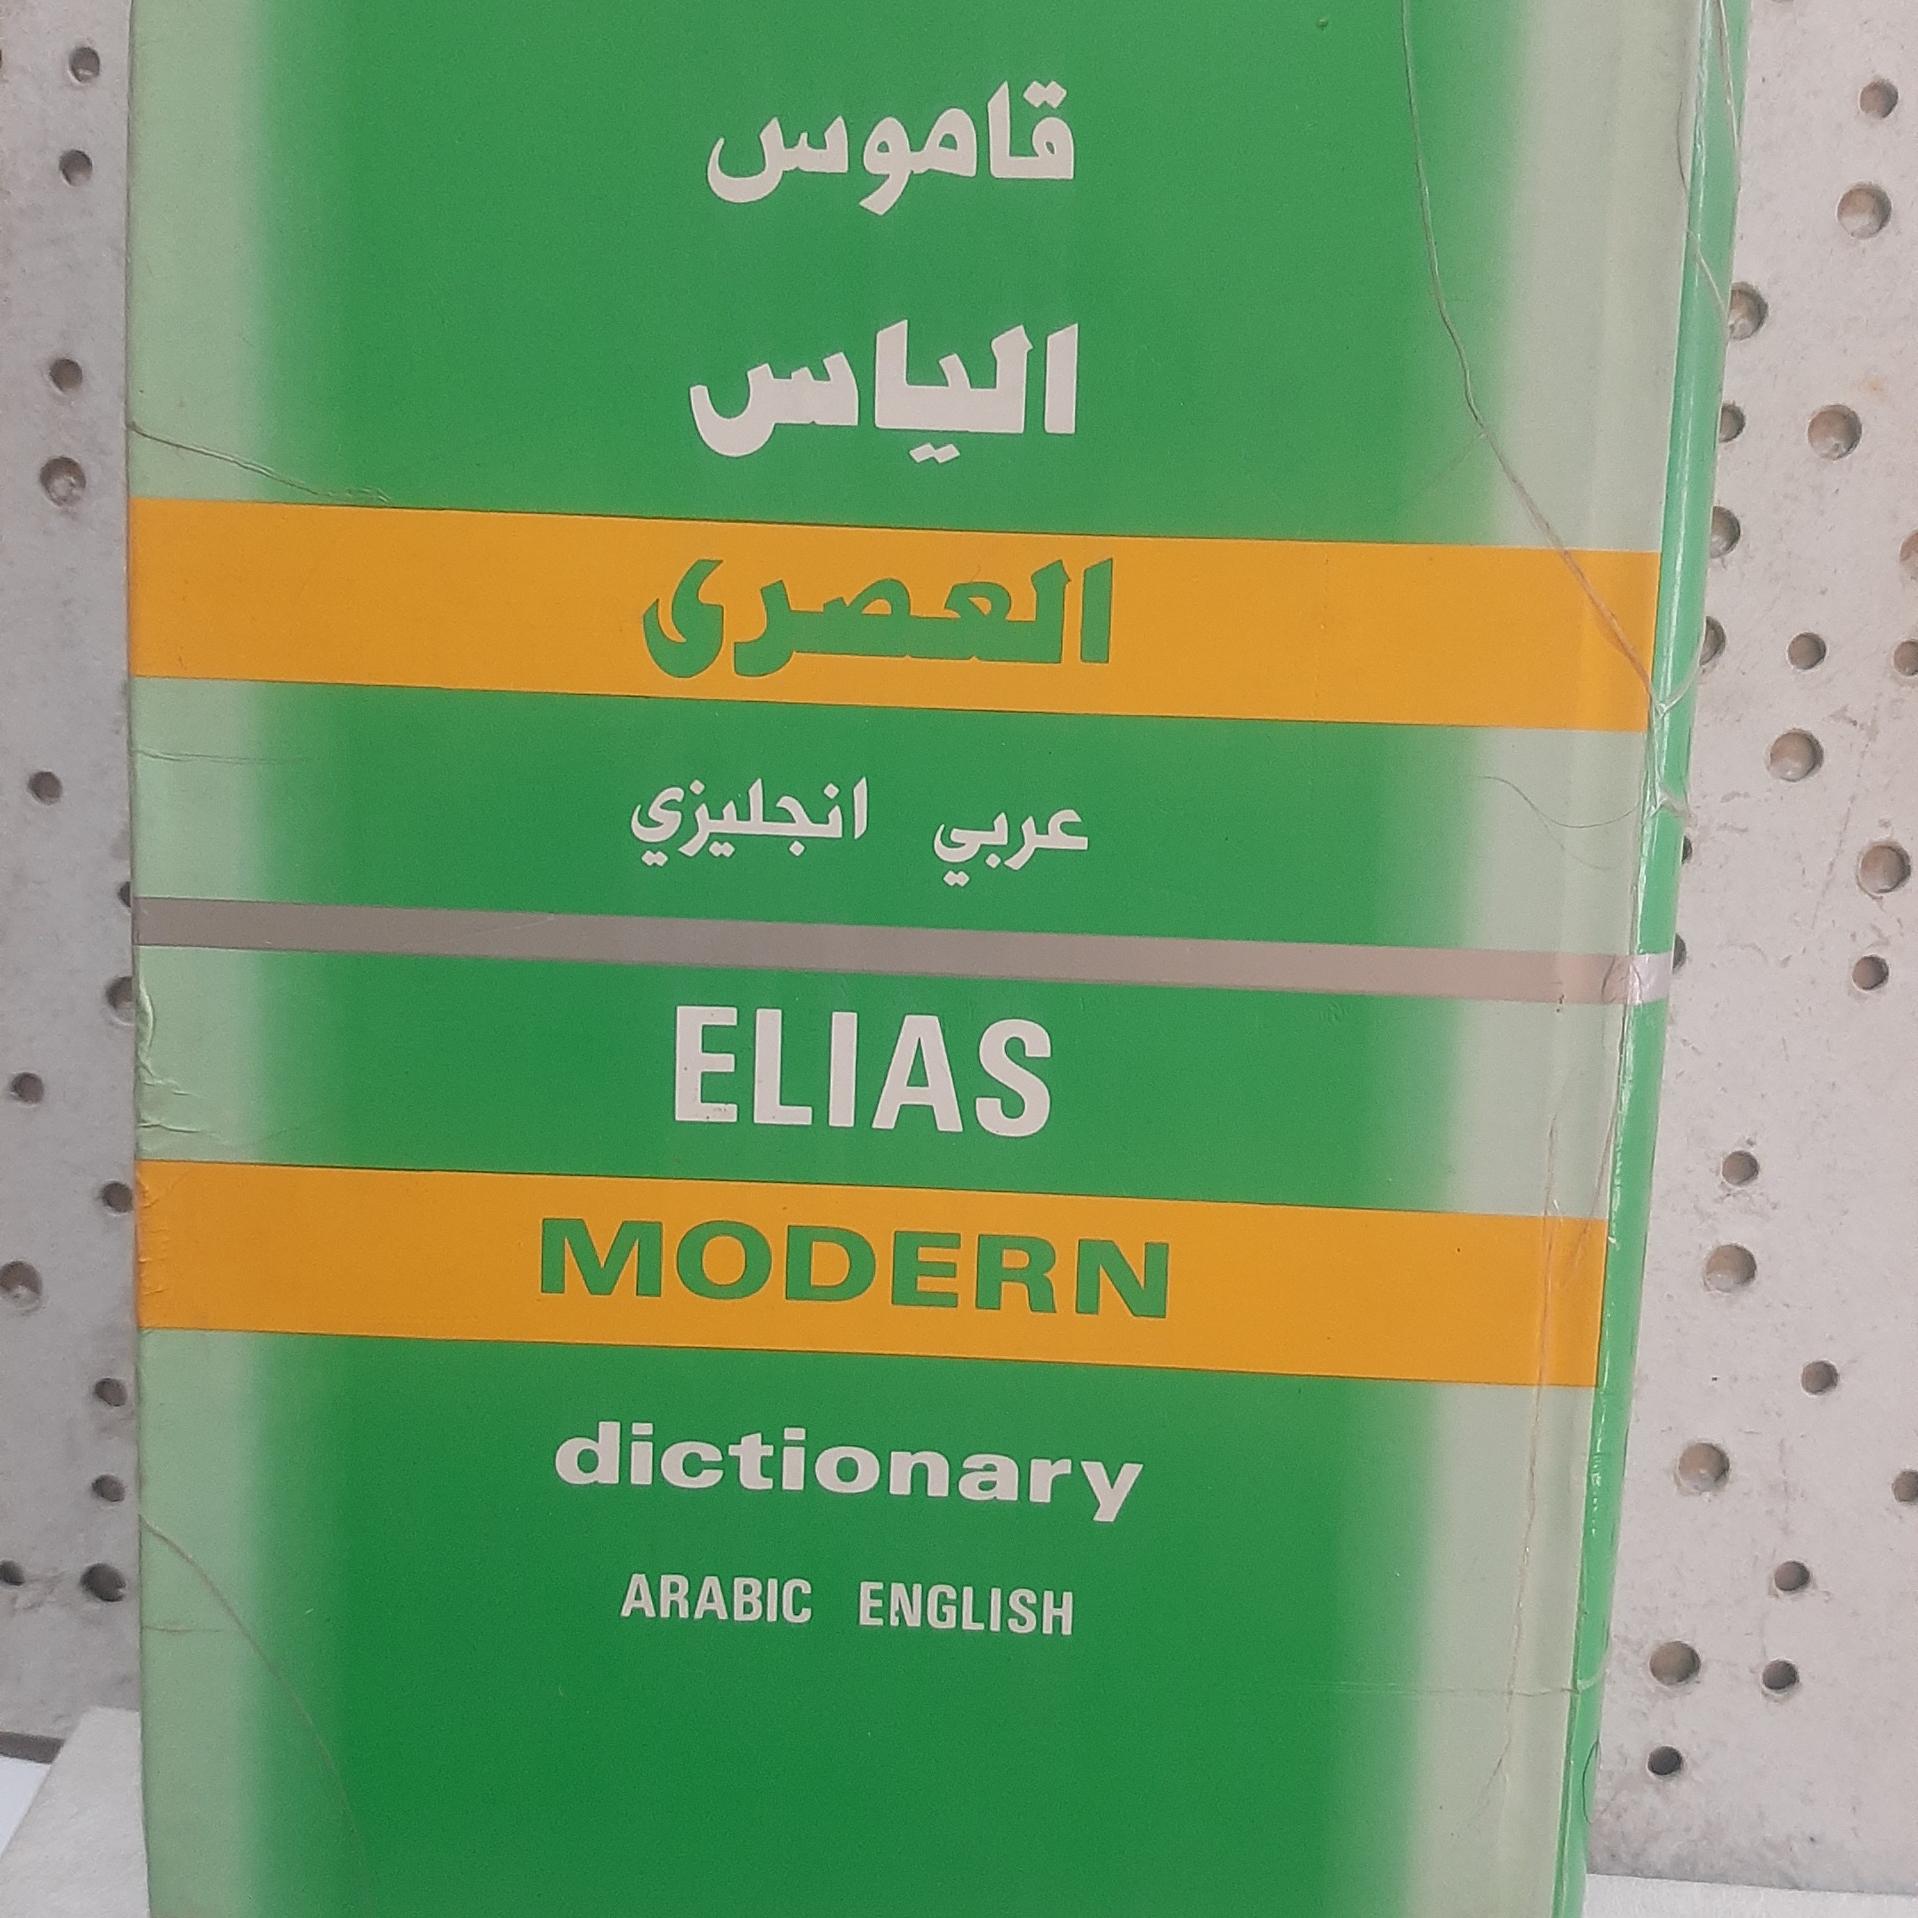 قاموس
الياس
العصرى
عربي انجليزي
ELIAS
MODERN
dictionary
ARABIC ENGLISH